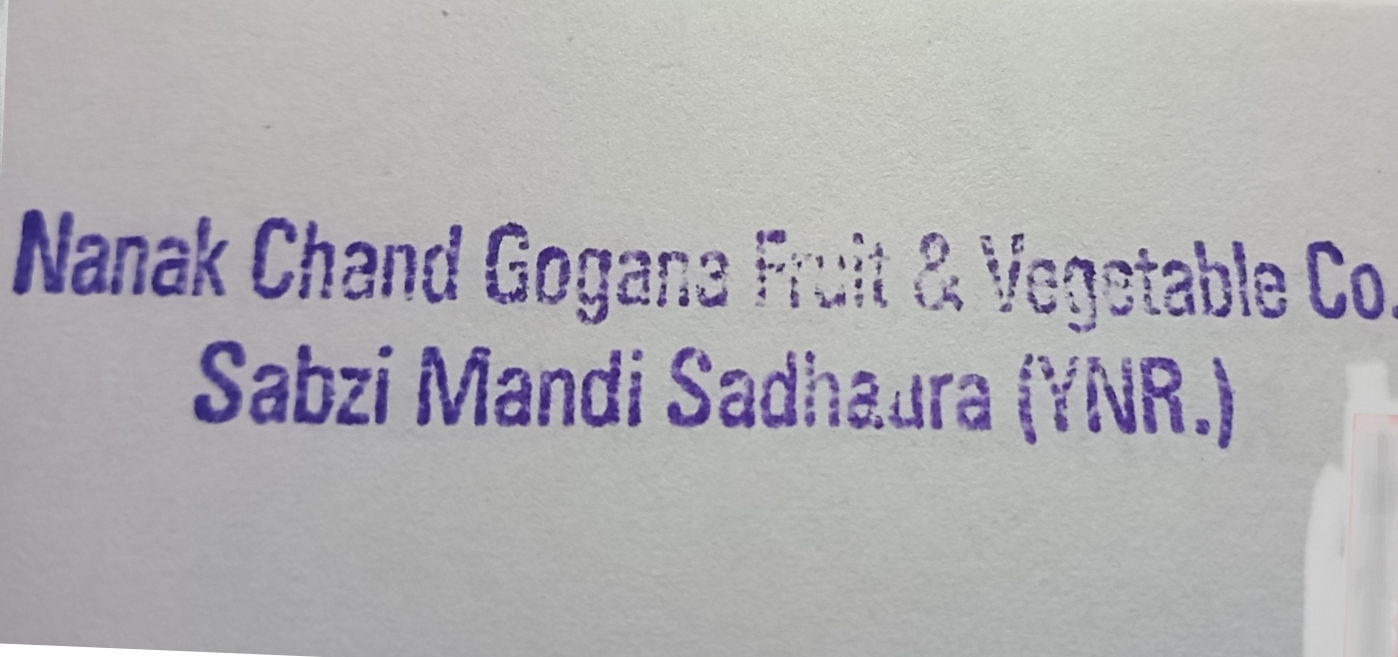 Nanak Chand Gogana Fruit & Vegetable Co.
Sabzi Mandi Sadhaura (YNR.)